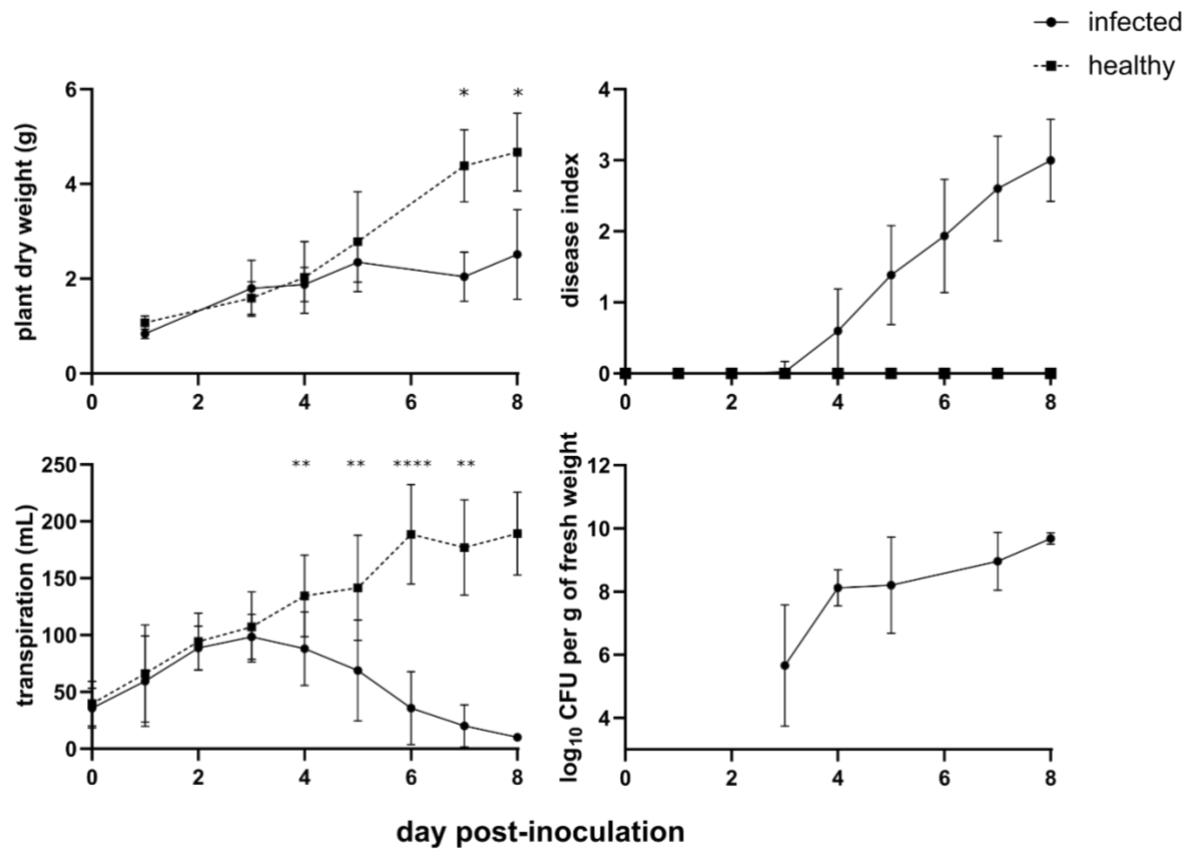 infected
healthy
plant dry weight (g)
6
4
2
0
* *
0 2 4 6 8
disease index
4
3
2
1
0
0 2 4 6 8
transpiration (mL)
250
200
150
100
50
0
** ** **** **
0 2 4 6 8
log10 CFU per g of fresh weight
12
10
8
6
4
0 2 4 6 8
day post-inoculation